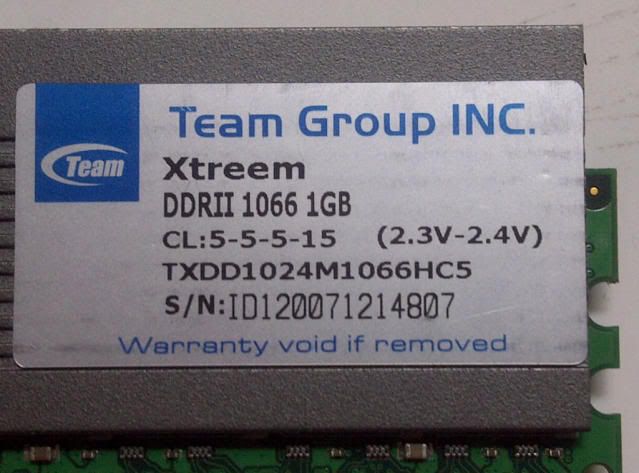 Team Group INC.
Team
Xtreem
DDRII 1066 1GB
CL:5-5-5-15 (2.3V-2.4V)
TXDD1024M1066HC5
S/N:ID120071214807
Warranty void if removed